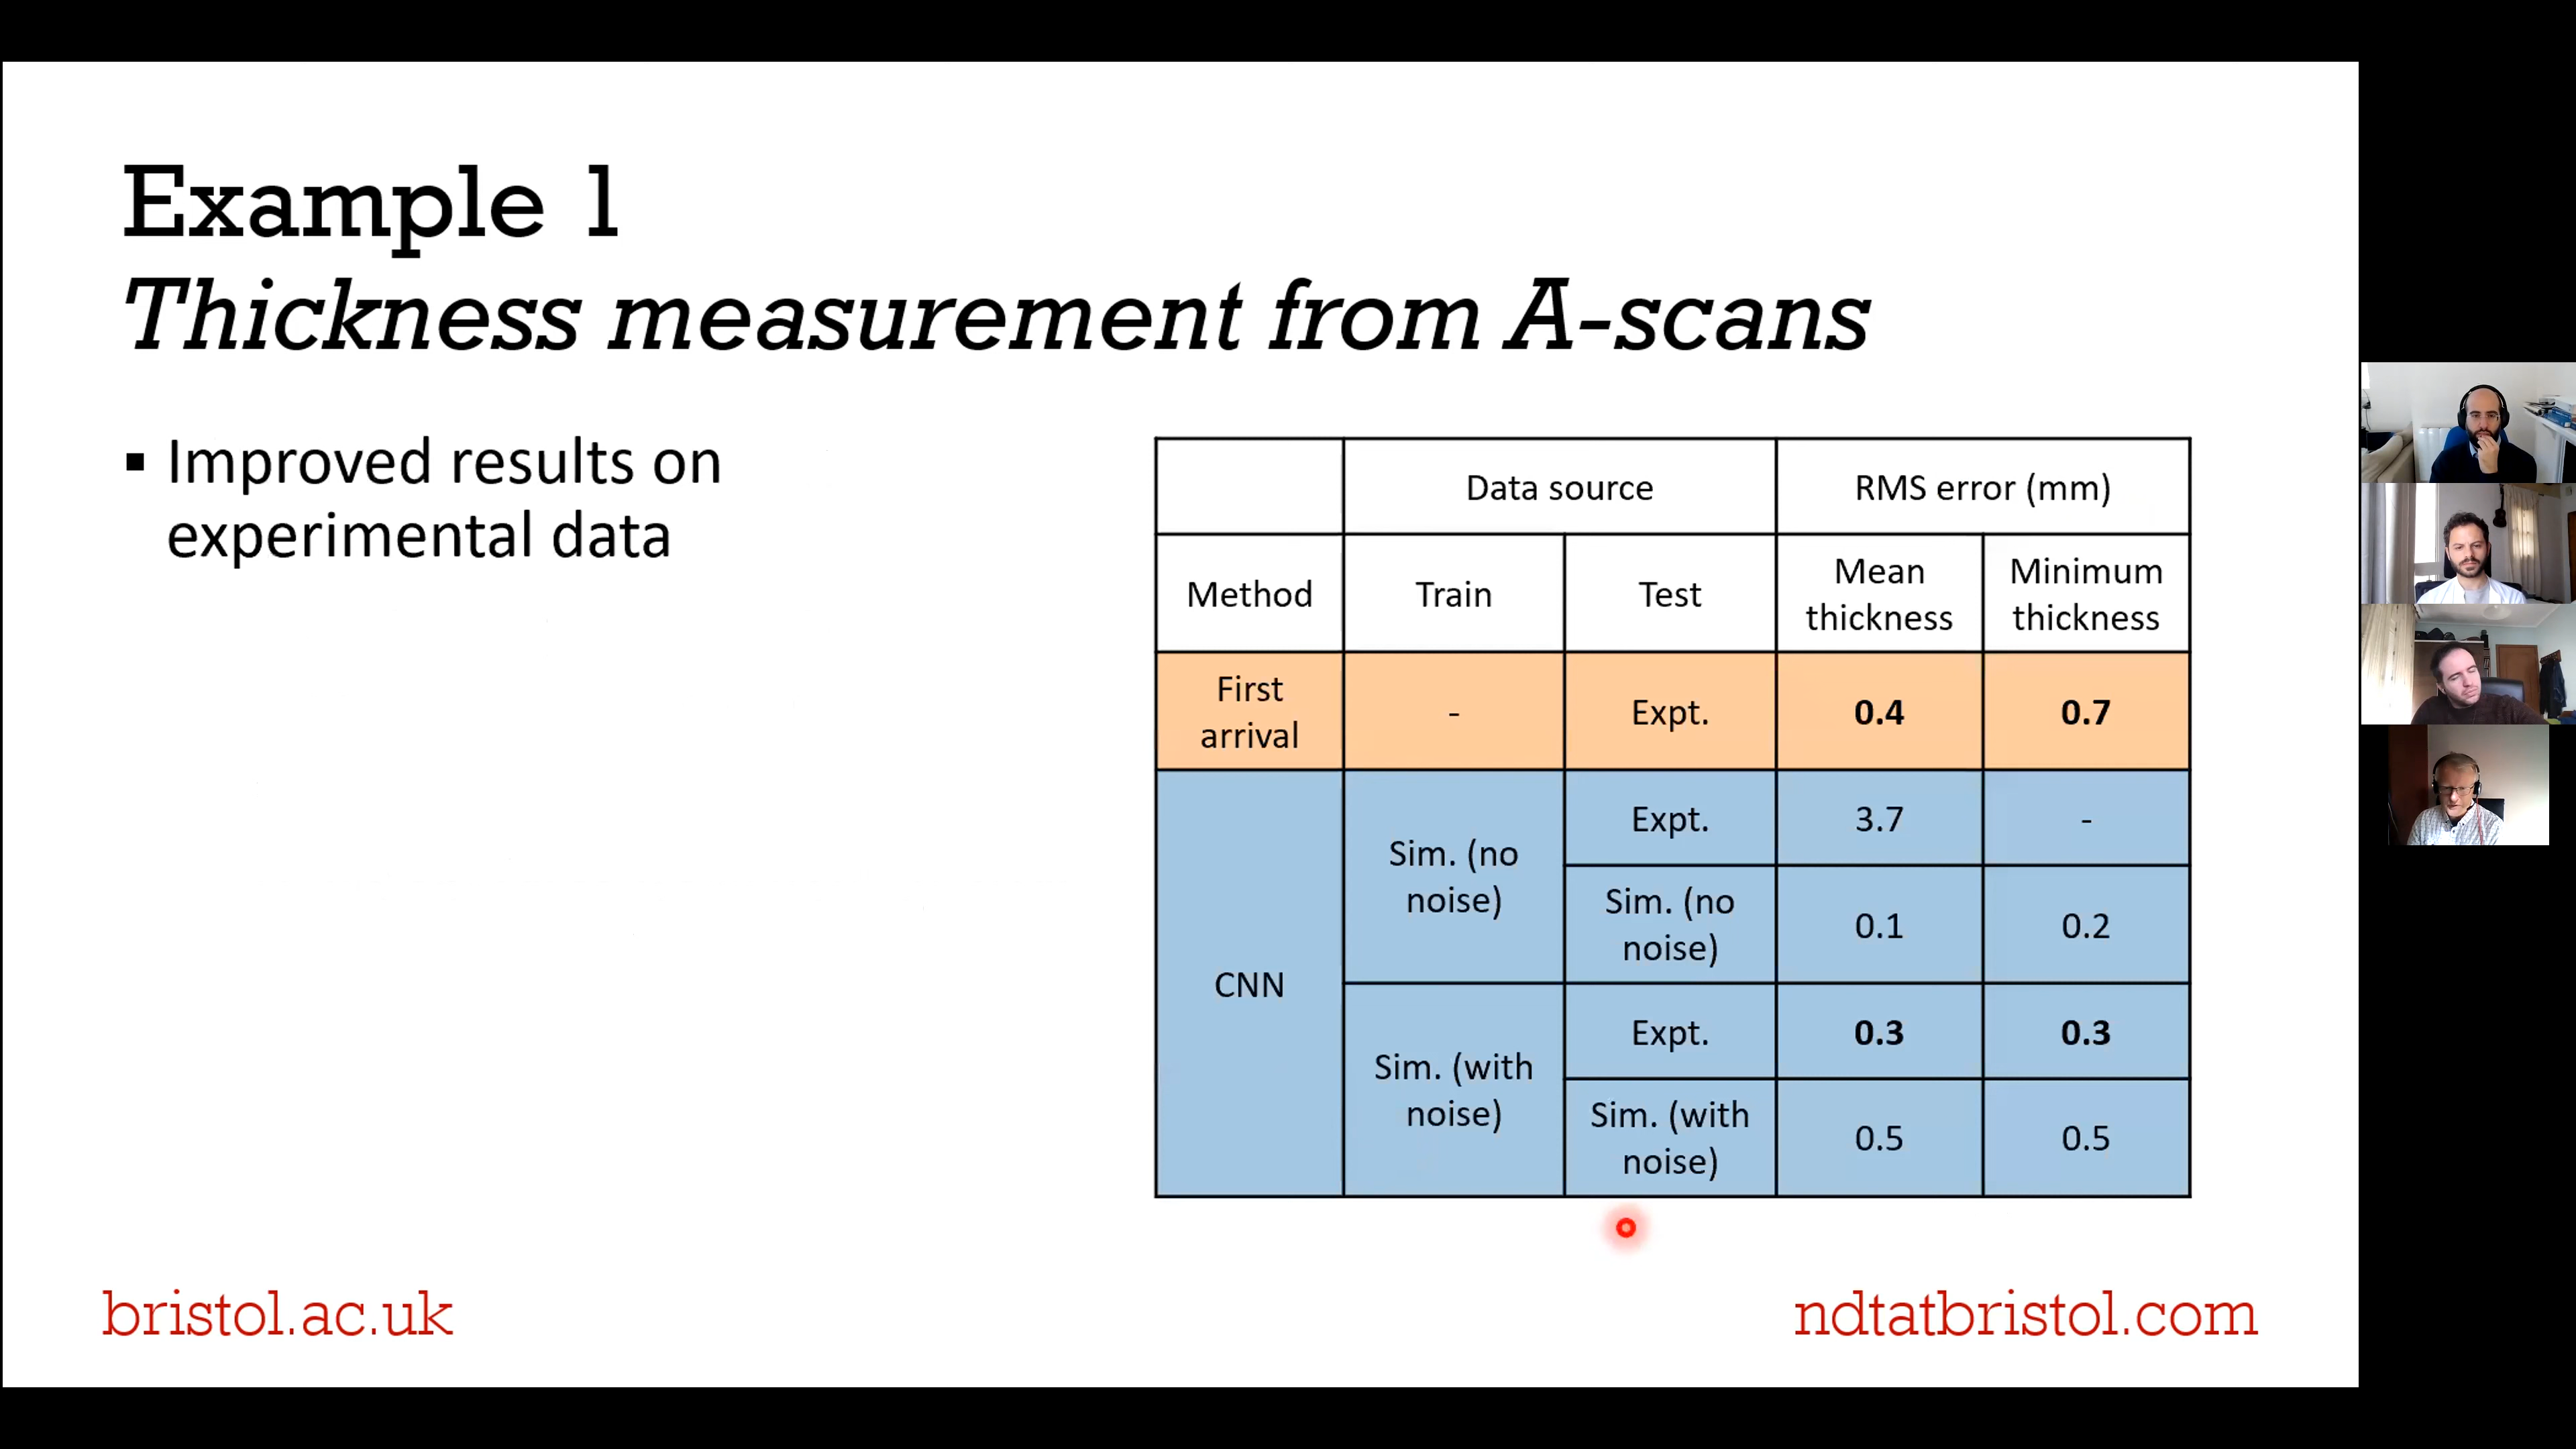 Example 1
Thickness measurement from A-scans
▪ Improved results on
experimental data
Data source
RMS error (mm)
Method
Train
Test
Mean
thickness
Minimum
thickness
First
arrival
-
Expt.
0.4
0.7
CNN
Sim. (no
noise)
Expt.
3.7
-
Sim. (no
noise)
0.1
0.2
Sim. (with
noise)
Expt.
0.3
0.3
Sim. (with
noise)
0.5
0.5
bristol.ac.uk
ndtatbristol.com